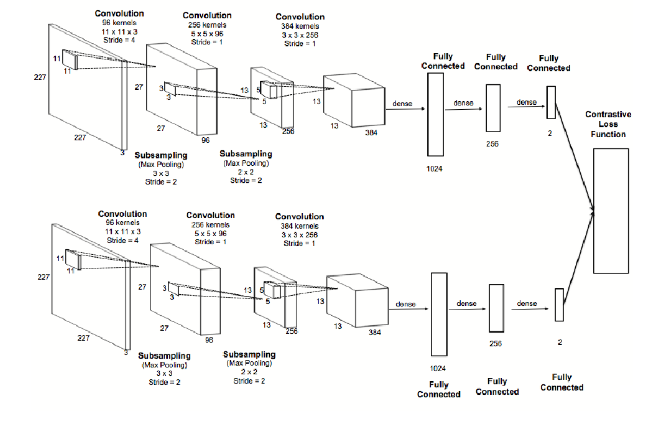 Convolution
96 kernels
11 x 11 x 3
Stride = 4
Convolution
256 kernels
5 x 5 x 96
Stride = 1
Convolution
384 kernels
3 x 3 x 256
Stride = 1
227
11
11
227
3
27
3
3
27
96
13
5
5
13
256
13
13
384
Subsampling
(Max Pooling)
3 x 3
Stride = 2
Subsampling
(Max Pooling)
2 x 2
Stride = 2
dense
Fully
Connected
1024
dense
Fully
Connected
256
dense
Fully
Connected
2
Contrastive
Loss
Function
Convolution
96 kernels
11 x 11 x 3
Stride = 4
Convolution
256 kernels
5 x 5 x 96
Stride = 1
Convolution
384 kernels
3 x 3 x 256
Stride = 1
227
11
11
227
3
27
3
3
27
96
13
5
5
13
256
13
13
384
Subsampling
(Max Pooling)
3 x 3
Stride = 2
Subsampling
(Max Pooling)
2 x 2
Stride = 2
dense
1024
Fully
Connected
dense
256
Fully
Connected
dense
2
Fully
Connected